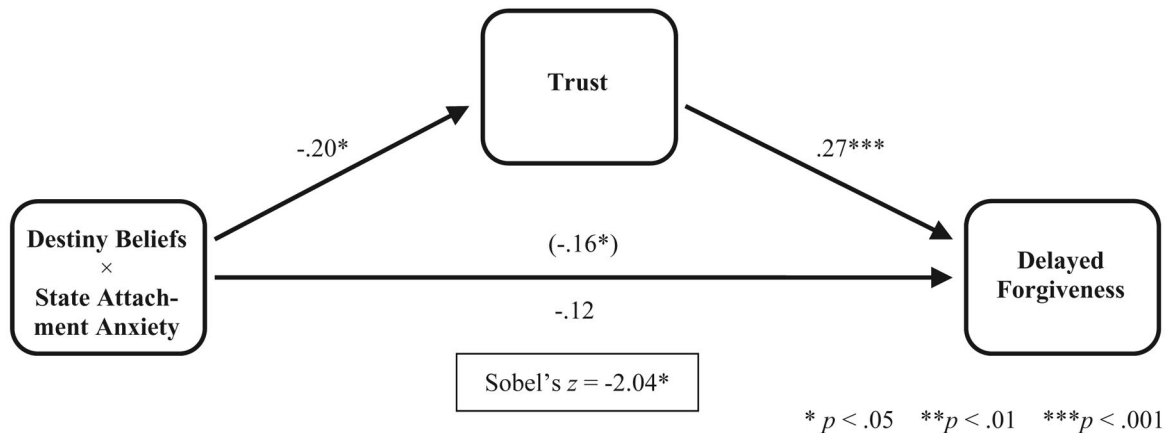 Trust
-.20*
.27***
Destiny Beliefs
×
State Attach-
ment Anxiety
(-.16*)
-.12
Delayed
Forgiveness
Sobel's z = -2.04*
* p < .05 **p < .01 ***p < .001